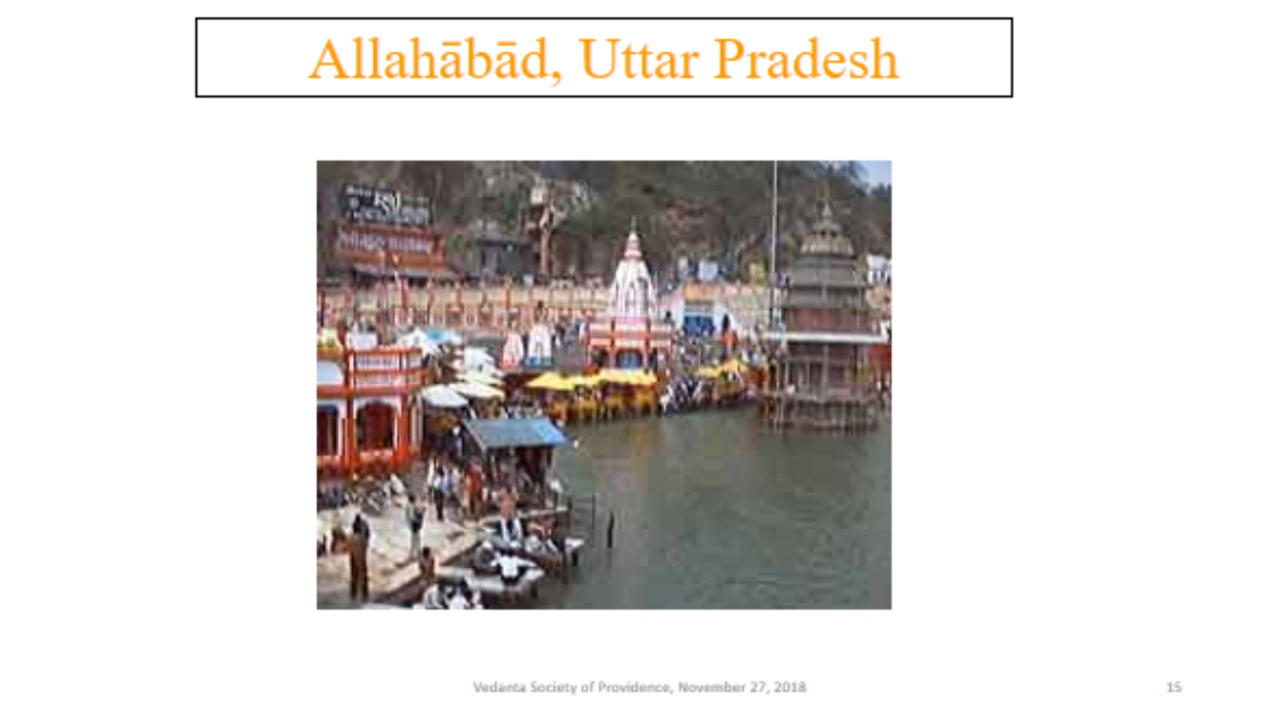 Allahābād, Uttar Pradesh
Vedanta Society of Providence, November 27, 2018
15